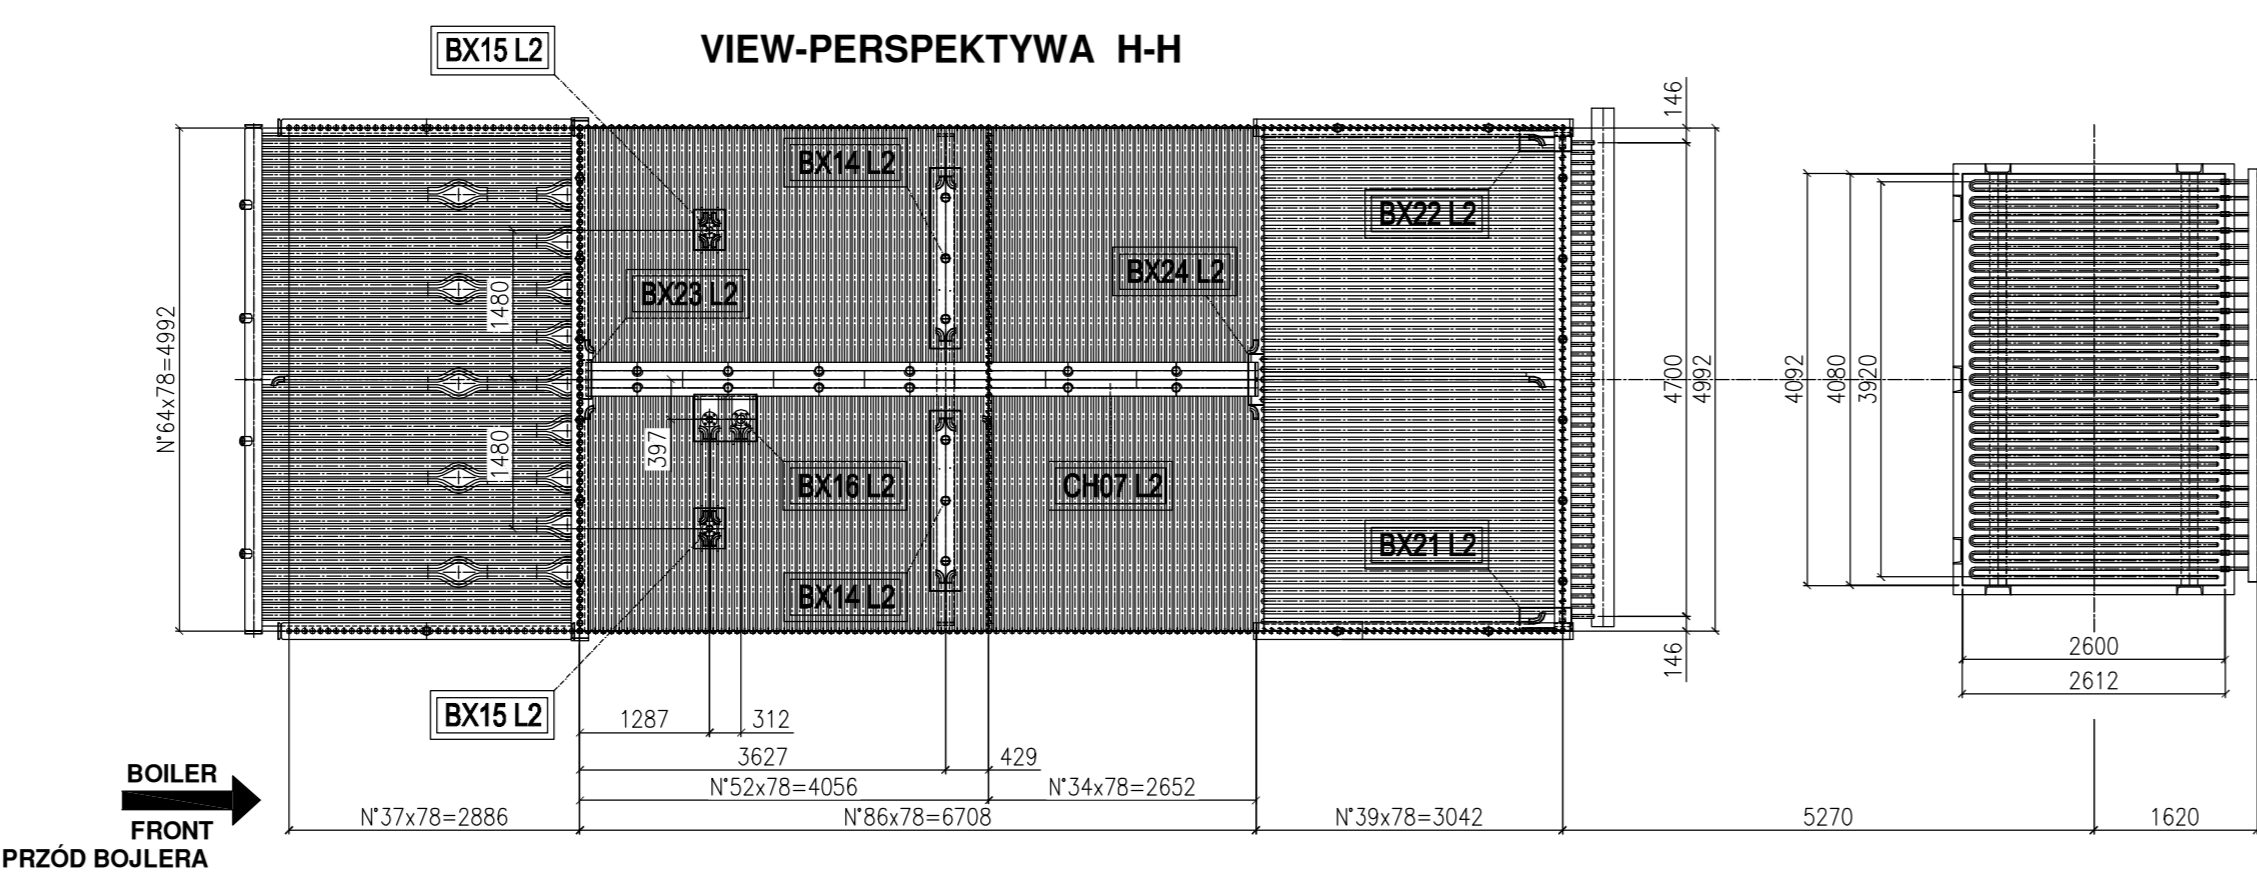 VIEW-PERSPEKTYWA H-H
BX15 L2
BX14 L2
BX22 L2
BX24 L2
BX23 L2
146
1480
N°64x78=4992
4700
4992
4092
4080
3920
1480
397
BX16 L2
CH07 L2
BX21 L2
BX14 L2
146
2600
2612
BX15 L2
1287
312
3627
429
N°52x78=4056
N°34x78=2652
N°37x78=2886
N°86x78=6708
N°39x78=3042
5270
1620
BOILER
FRONT
PRZÓD BOJLERA